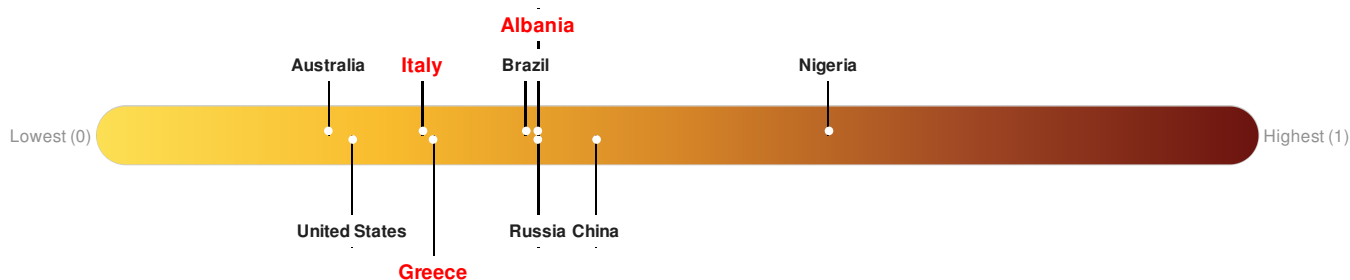 Albania
Australia
Italy
Brazil
Nigeria
Lowest (0)
Highest (1)
United States
Russia
China
Greece